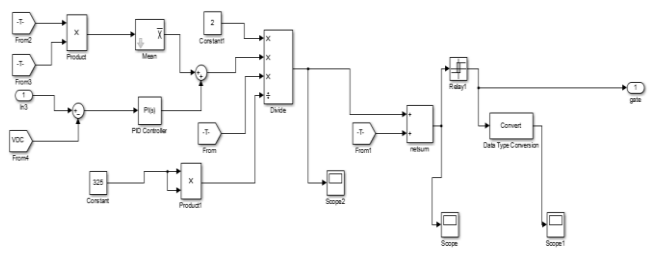 -T-
From2
X
Product
-T-
From3
X
Mean
1
In3
PI(s)
PID Controller
VDC
From4
2
Constant1
X
X
X
÷
Divide
-T-
From
325
Constant
X
Product1
Scope2
-T-
From1
+
+
netsum
Relay1
Convert
Data Type Conversion
1
gate
Scope
Scope1